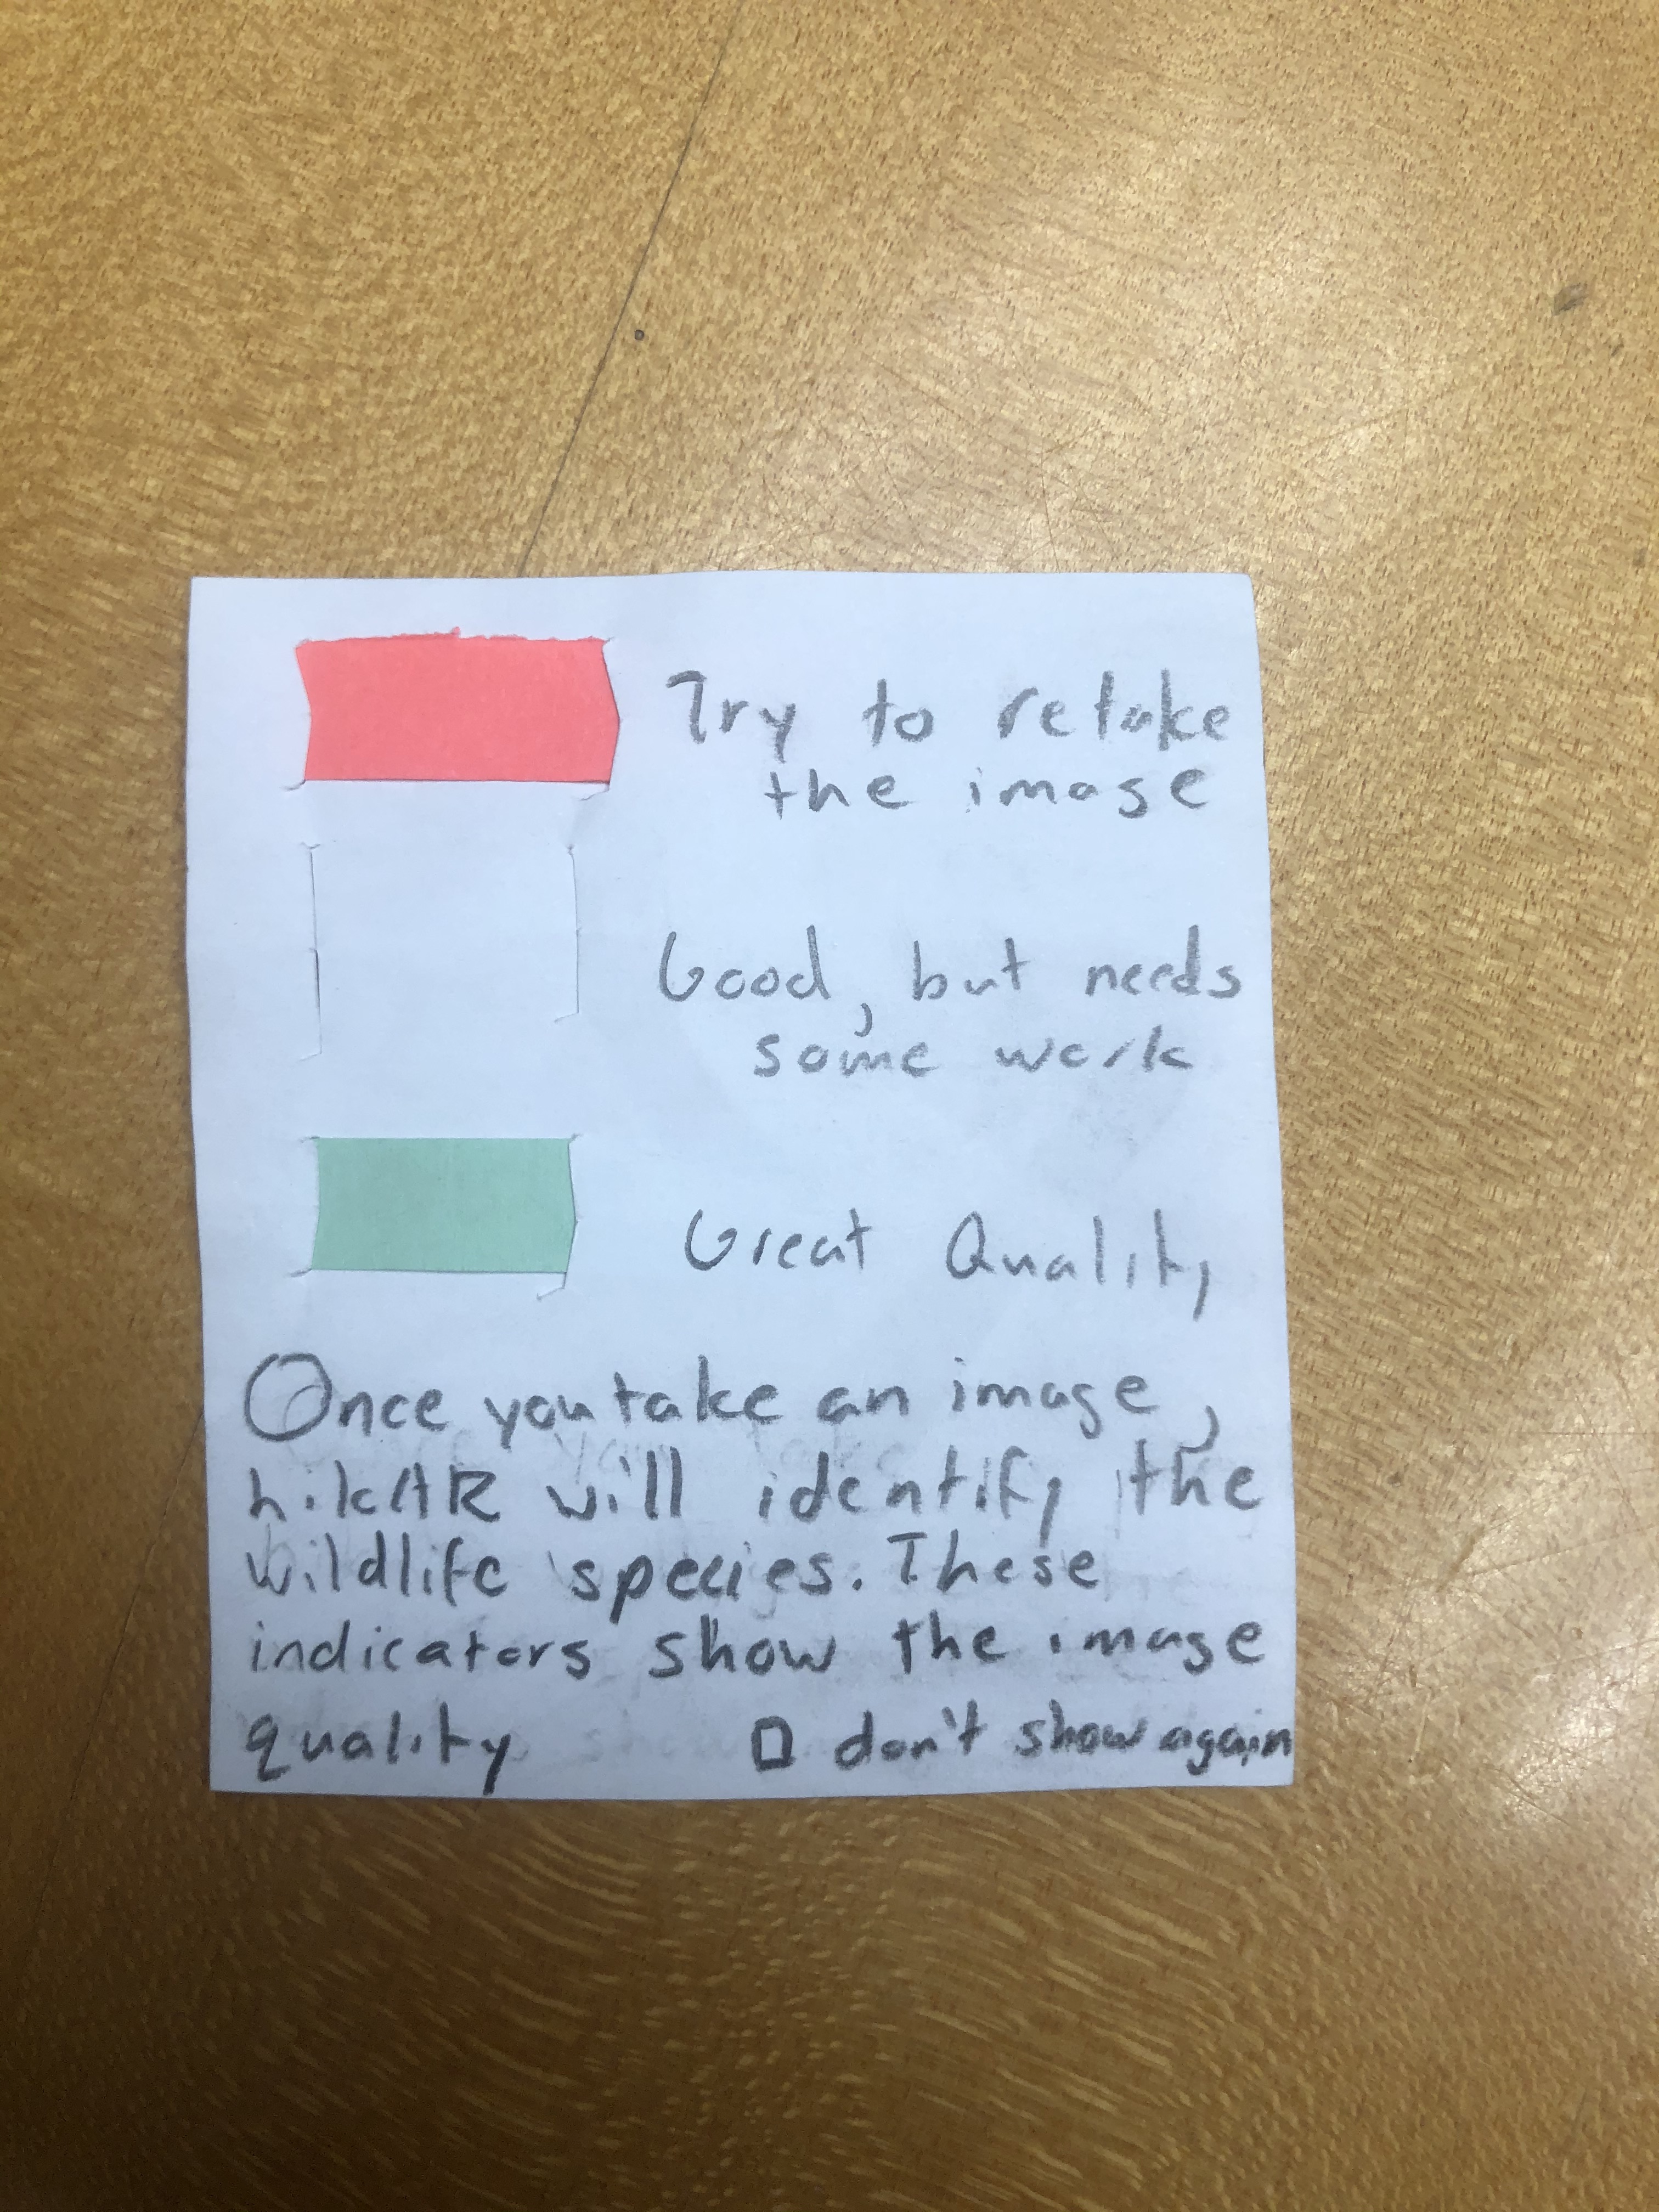 Try to retake
the image
Good, but needs
some work
Great Quality
Once you take an image,
hikAR will identify the
wildlife species. These
indicators show the image
quality
don't show again